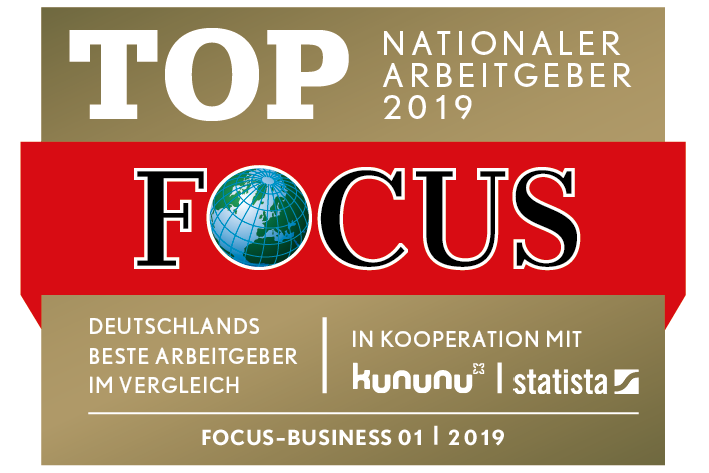 TOP
NATIONALER
ARBEITGEBER
2019
FOCUS
DEUTSCHLANDS
BESTE ARBEITGEBER
IM VERGLEICH
IN KOOPERATION MIT
kununu | statista
FOCUS-BUSINESS 01 | 2019